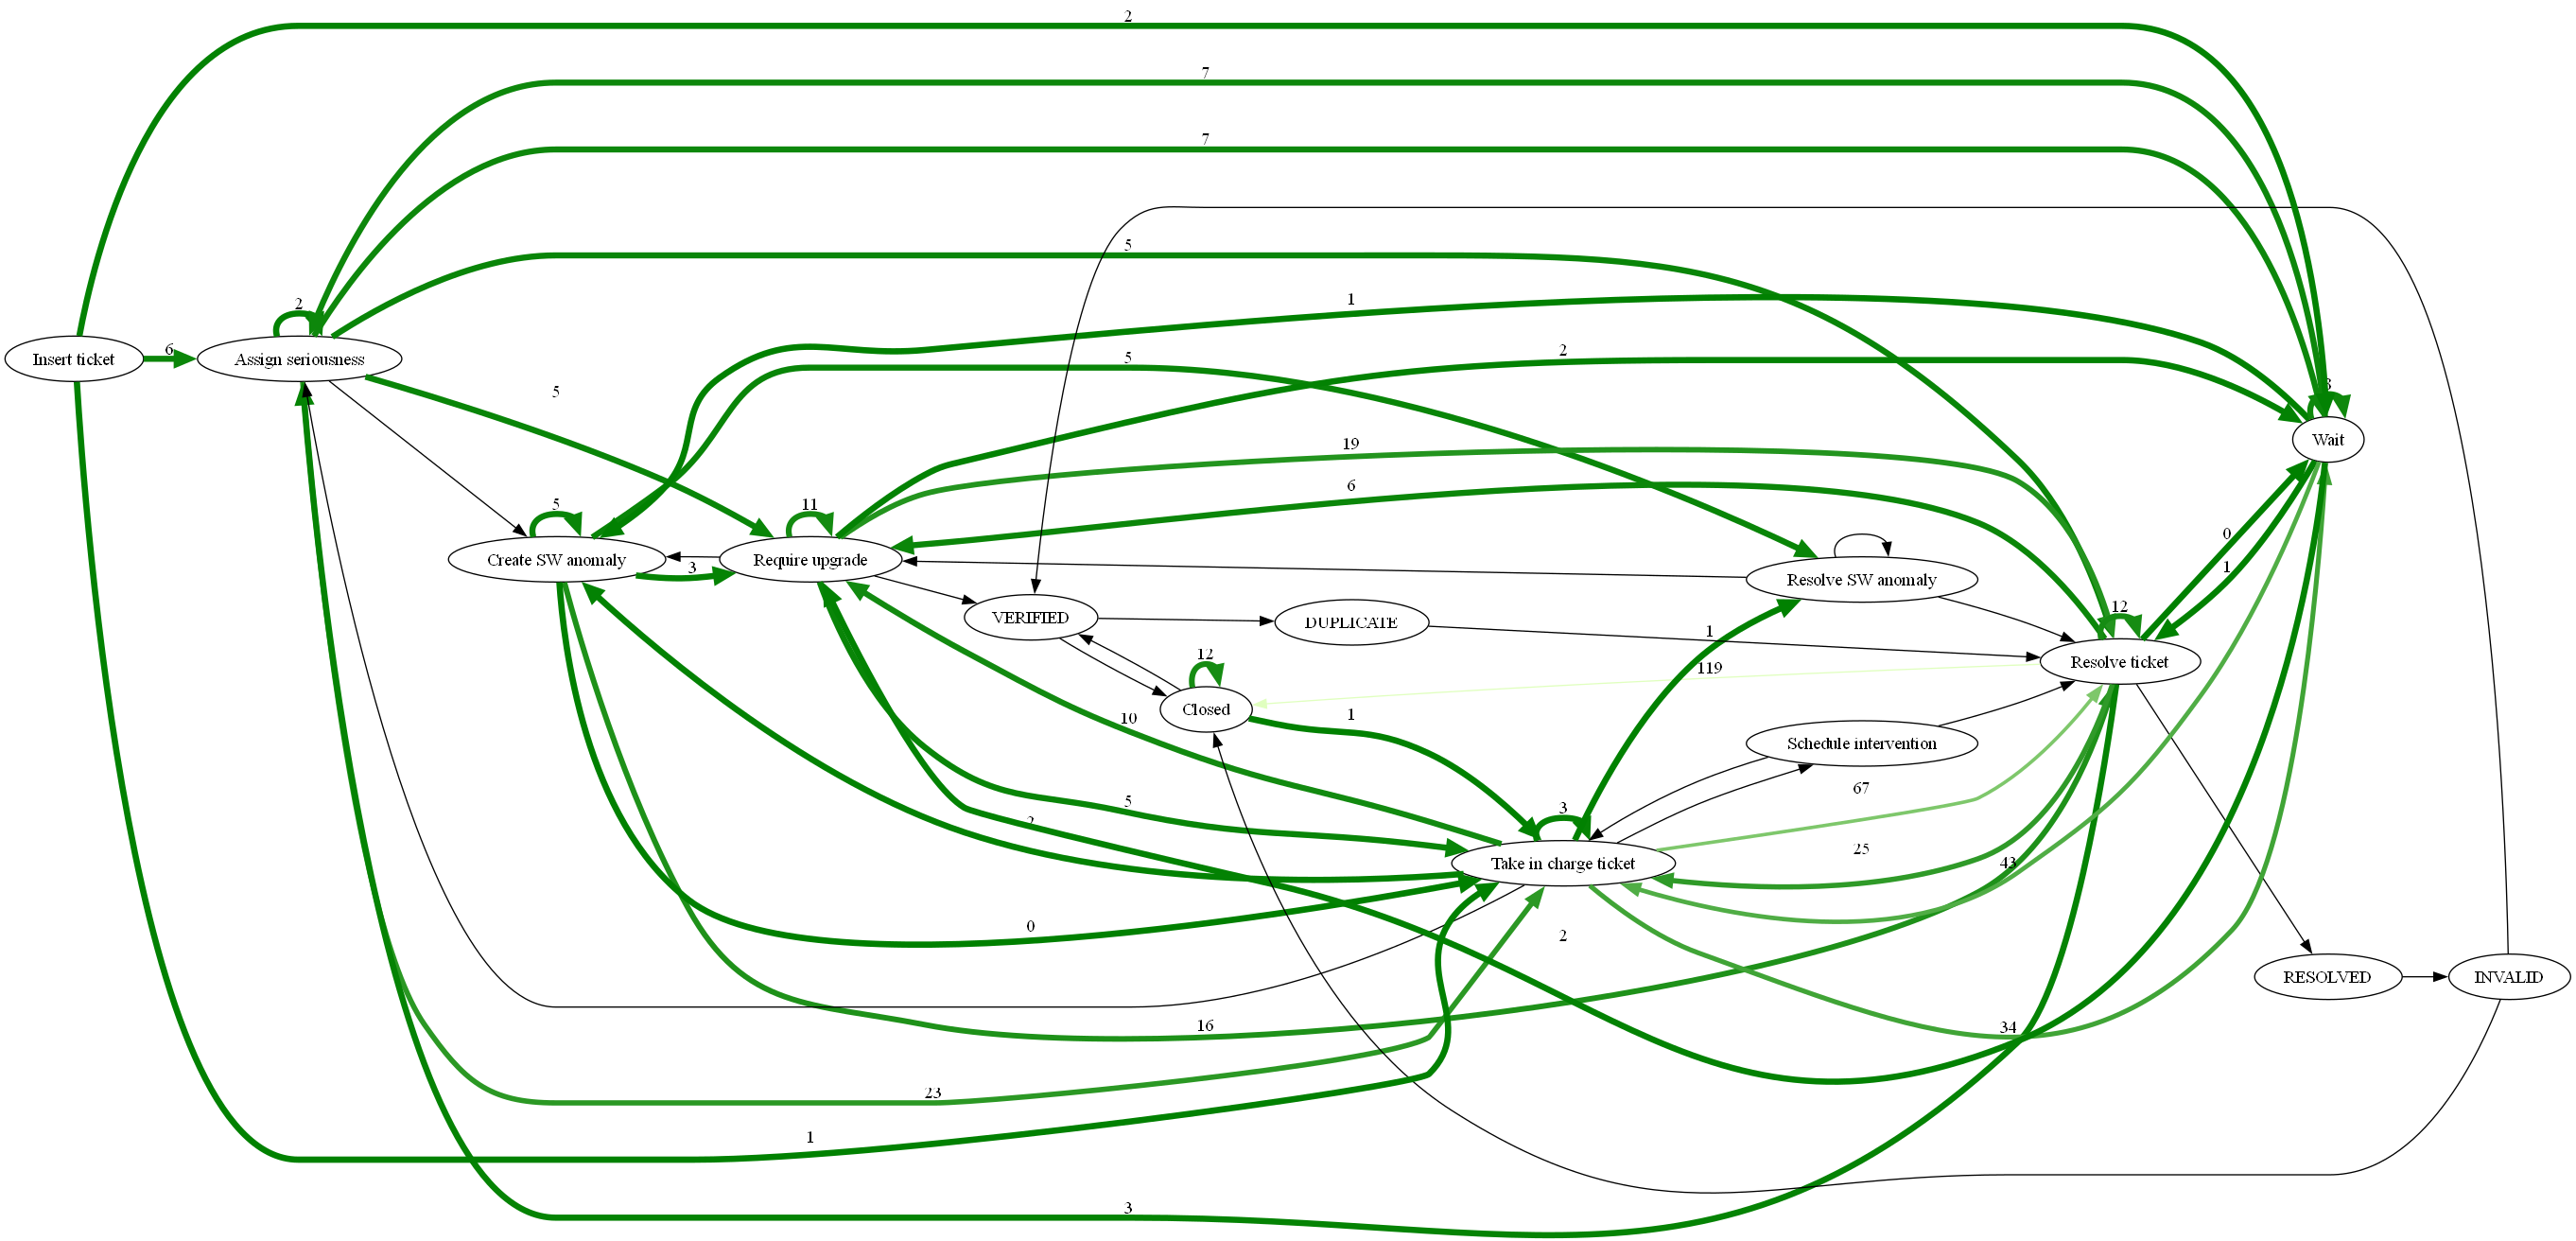 2
7
7
5
1
5
2
19
6
Insert ticket
6
2
Assign seriousness
5
3
Wait
5
Create SW anomaly
3
11
Require upgrade
VERIFIED
DUPLICATE
Resolve SW anomaly
0
1
12
Resolve ticket
1
119
12
Closed
1
10
Schedule intervention
67
5
2
3
Take in charge ticket
25
43
0
2
RESOLVED
INVALID
16
34
23
1
3